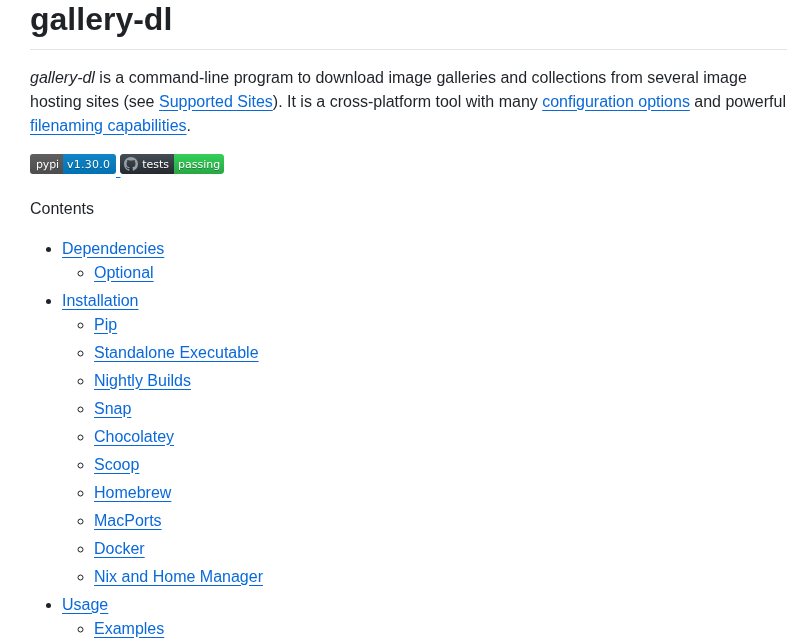 gallery-dl
gallery-dl is a command-line program to download image galleries and collections from several image
hosting sites (see Supported Sites). It is a cross-platform tool with many configuration options and powerful
filenaming capabilities.
pypi v1.30.0 tests passing
Contents
Dependencies
Optional
Installation
Pip
Standalone Executable
Nightly Builds
Snap
Chocolatey
Scoop
Homebrew
MacPorts
Docker
Nix and Home Manager
Usage
Examples